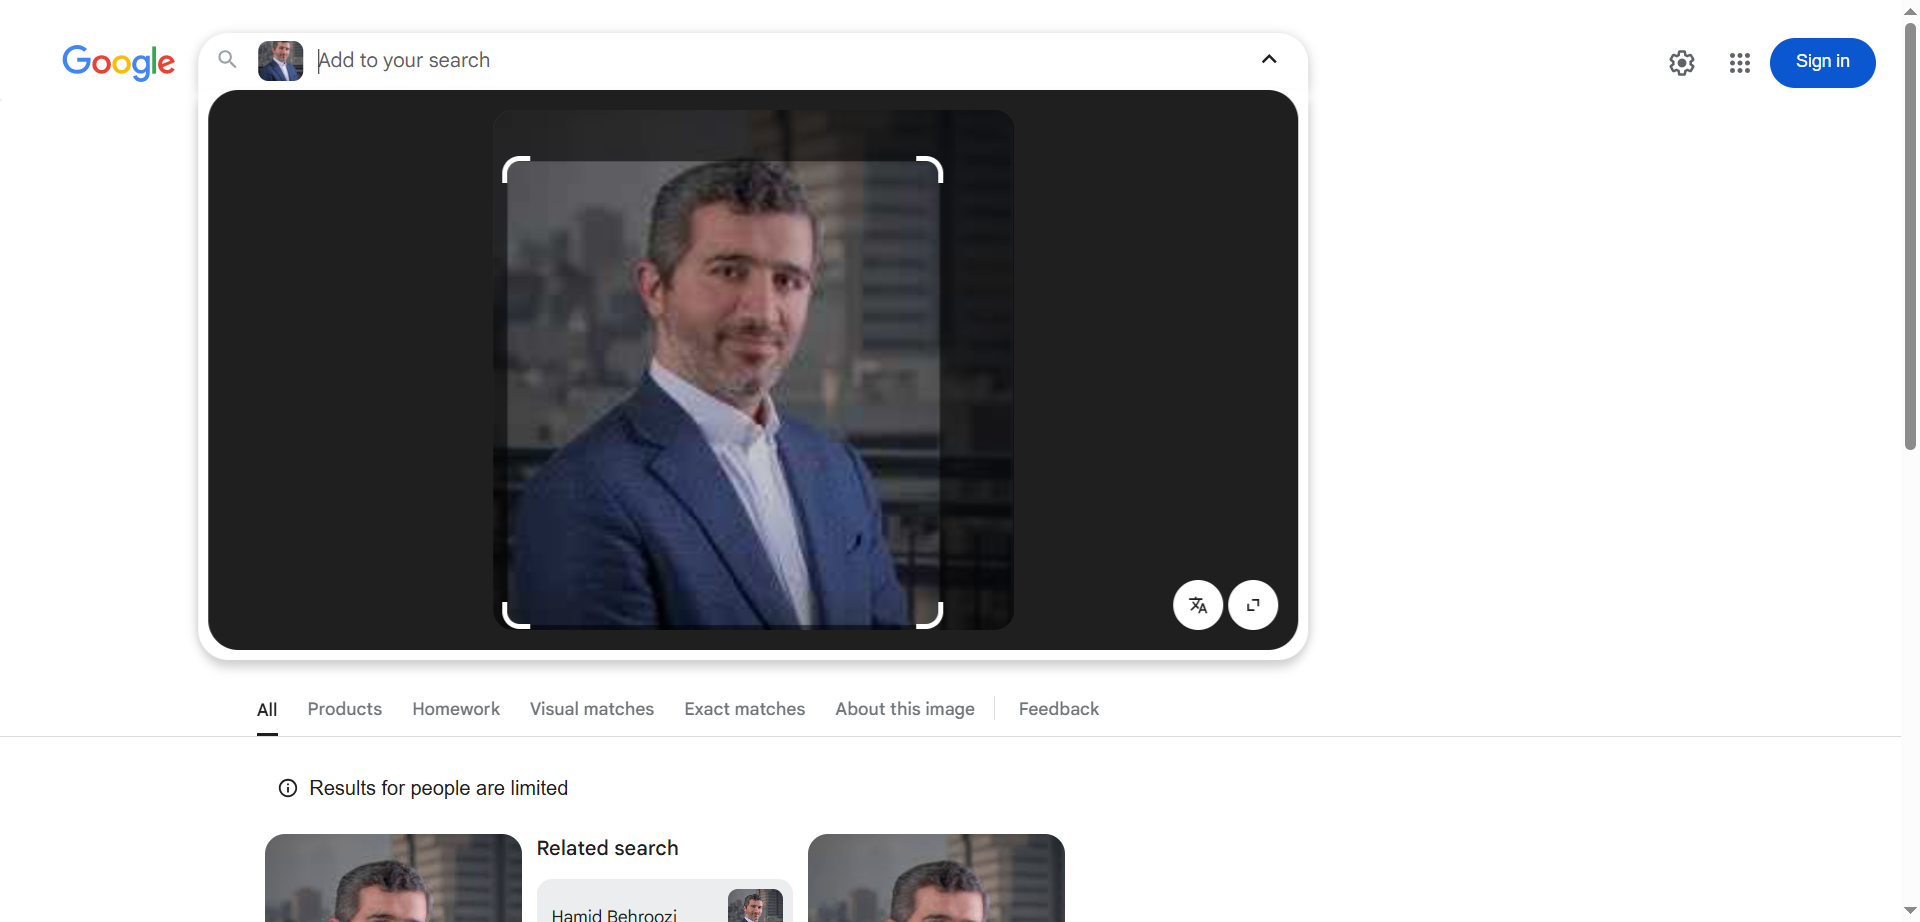 Google
Add to your search
Sign in
All
Products
Homework
Visual matches
Exact matches
About this image
Feedback
Results for people are limited
Related search
Hamid Behroozi